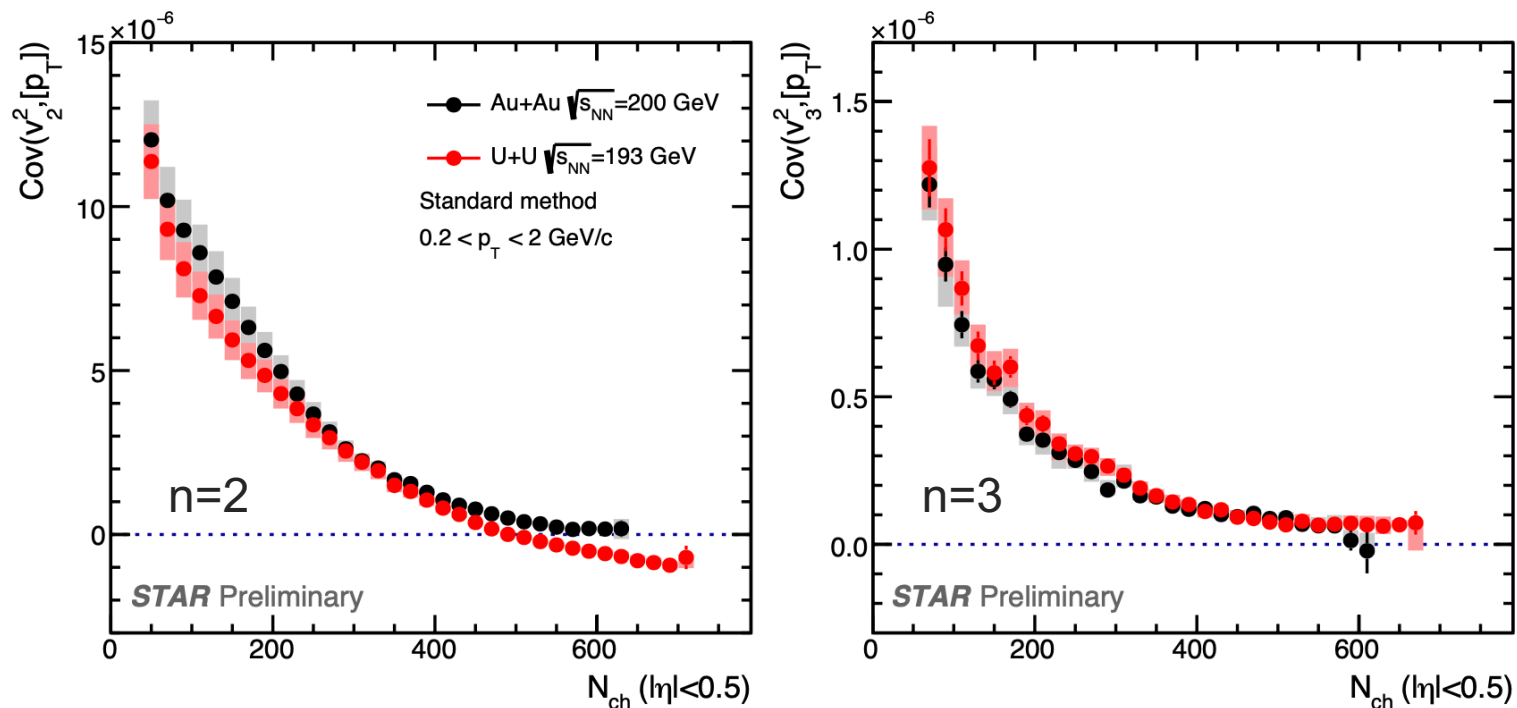 ×10⁻⁶
15
10
5
0
Cov(v₂²,[p_T])
Au+Au √s_NN=200 GeV
U+U √s_NN=193 GeV
Standard method
0.2 < p_T < 2 GeV/c
n=2
STAR Preliminary
0 200 400 600
N_ch (|η|<0.5)
×10⁻⁶
1.5
1.0
0.5
0.0
Cov(v₃²,[p_T])
n=3
STAR Preliminary
0 200 400 600
N_ch (|η|<0.5)